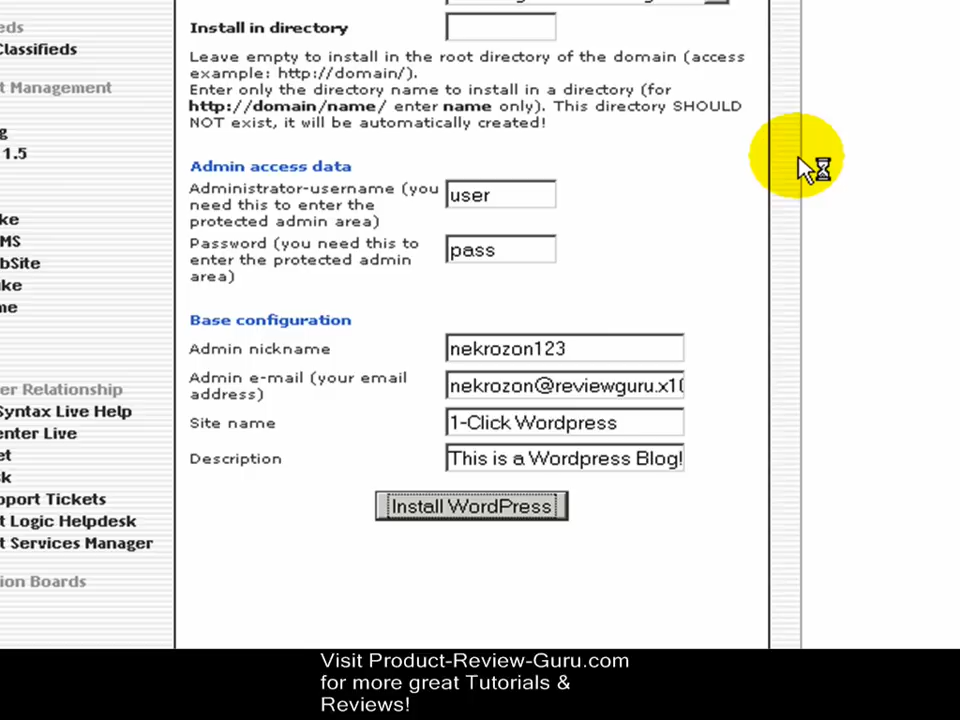 eds
Classifieds
t Management
g
1.5
ke
MS
bSite
ke
me
er Relationship
Syntax Live Help
enter Live
et
sk
pport Tickets
t Logic Helpdesk
t Services Manager
ion Boards
Install in directory
Leave empty to install in the root directory of the domain (access
example: http://domain/).
Enter only the directory name to install in a directory (for
http://domain/name/ enter name only). This directory SHOULD
NOT exist, it will be automatically created!
Admin access data
Administrator-username (you
need this to enter the
protected admin area)
user
Password (you need this to
enter the protected admin
area)
pass
Base configuration
Admin nickname
nekrozon123
Admin e-mail (your email
address)
nekrozon@reviewguru.x1
Site name
1-Click Wordpress
Description
This is a Wordpress Blog!
Install WordPress
Visit Product-Review-Guru.com
for more great Tutorials &
Reviews!